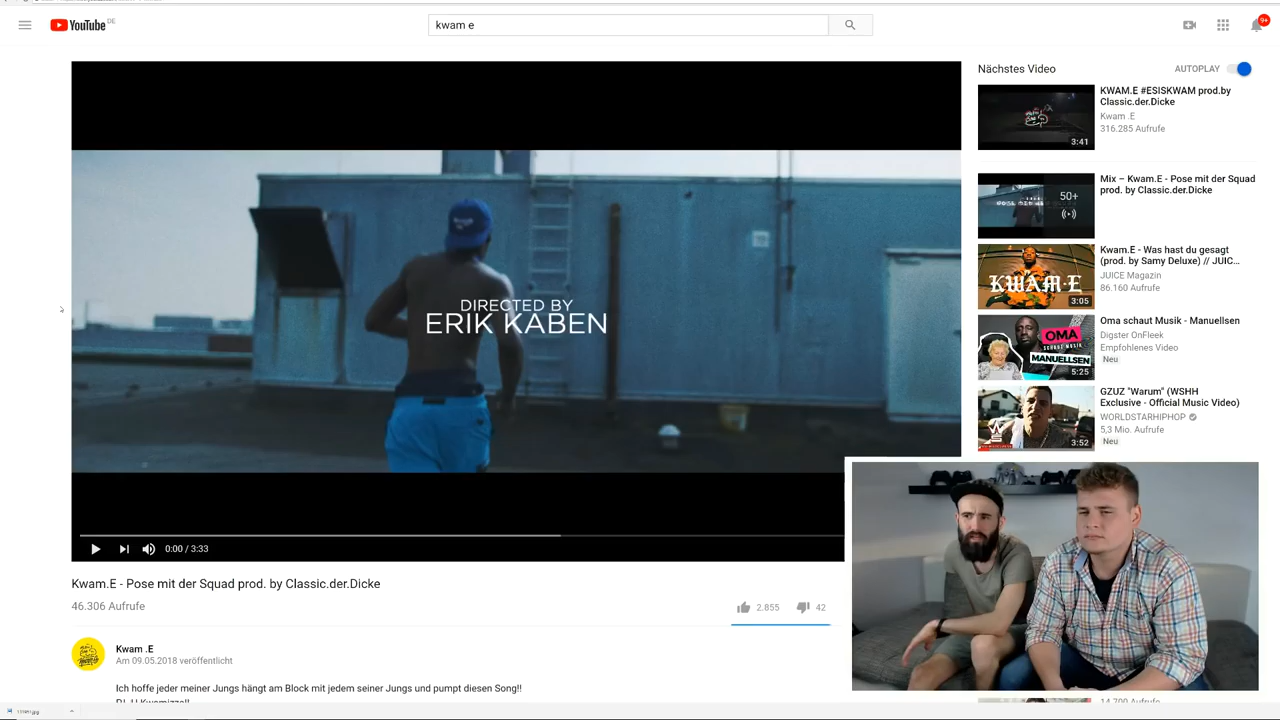 YouTube DE
kwam e
9+
DIRECTED BY
ERIK KABEN
0:00 / 3:33
Kwam.E - Pose mit der Squad prod. by Classic.der.Dicke
46.306 Aufrufe
2.855
42
Kwam .E
Am 09.05.2018 veröffentlicht
Ich hoffe jeder meiner Jungs hängt am Block mit jedem seiner Jungs und pumpt diesen Song!!
Nächstes Video
AUTOPLAY
KWAM.E #ESISKWAM prod.by
Classic.der.Dicke
Kwam .E
316.285 Aufrufe
3:41
Mix – Kwam.E - Pose mit der Squad
prod. by Classic.der.Dicke
50+
Kwam.E - Was hast du gesagt
(prod. by Samy Deluxe) // JUIC...
JUICE Magazin
86.160 Aufrufe
KWAM.E
3:05
Oma schaut Musik - Manuellsen
Digster OnFleek
Empfohlenes Video
Neu
OMA
SCHAUT MUSIK
MANUELLSEN
5:25
GZUZ "Warum" (WSHH
Exclusive - Official Music Video)
WORLDSTARHIPHOP
5,3 Mio. Aufrufe
Neu
3:52